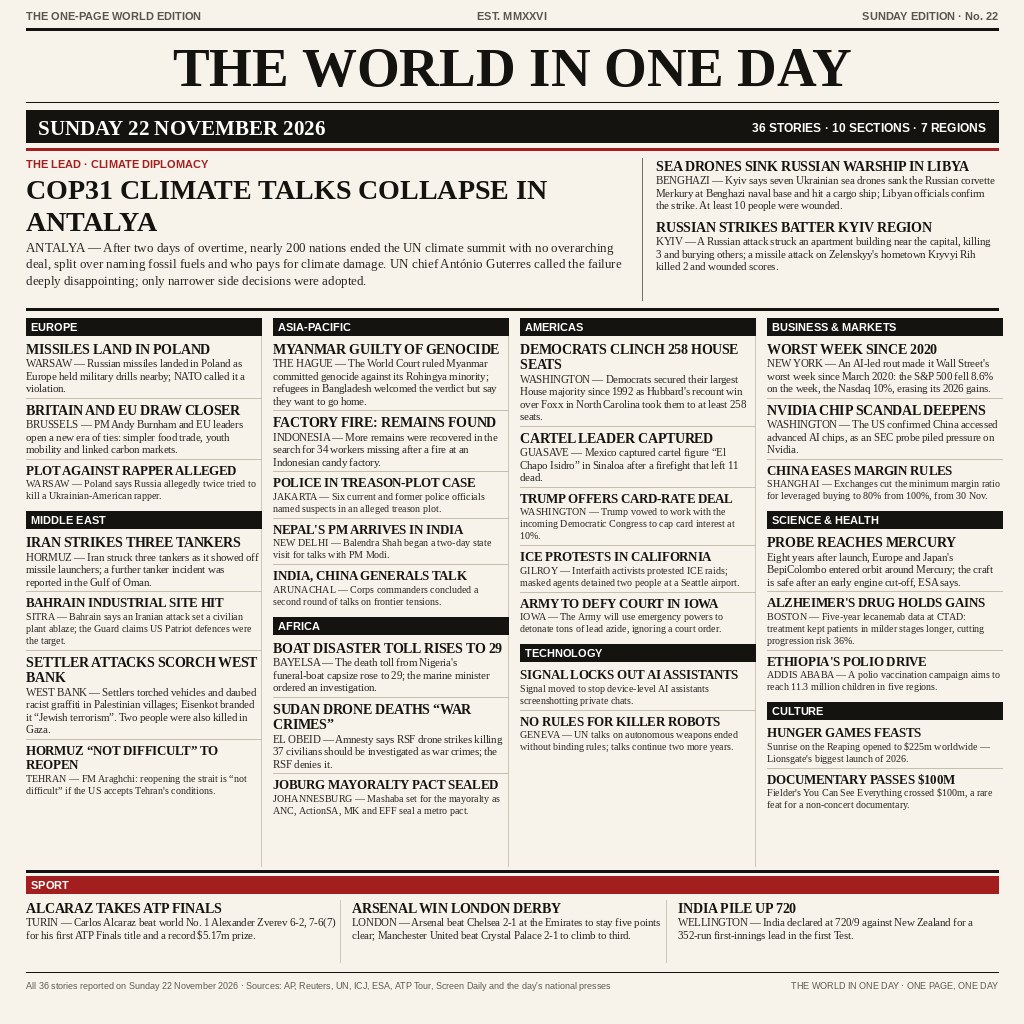 THE ONE-PAGE WORLD EDITION
EST. MMXXVI
SUNDAY EDITION · No. 22
THE WORLD IN ONE DAY
SUNDAY 22 NOVEMBER 2026
36 STORIES · 10 SECTIONS · 7 REGIONS
THE LEAD · CLIMATE DIPLOMACY
COP31 CLIMATE TALKS COLLAPSE IN
ANTALYA
ANTALYA — After two days of overtime, nearly 200 nations ended the UN climate summit with no overarching
deal, split over naming fossil fuels and who pays for climate damage. UN chief António Guterres called the failure
deeply disappointing; only narrower side decisions were adopted.
SEA DRONES SINK RUSSIAN WARSHIP IN LIBYA
BENGHAZI — Kyiv says seven Ukrainian sea drones sank the Russian corvette
Merkury at Benghazi naval base and hit a cargo ship; Libyan officials confirm
the strike. At least 10 people were wounded.
RUSSIAN STRIKES BATTER KYIV REGION
KYIV — A Russian attack struck an apartment building near the capital, killing
3 and burying others; a missile attack on Zelenskyy's hometown Kryvyi Rih
killed 2 and wounded scores.
EUROPE
MISSILES LAND IN POLAND
WARSAW — Russian missiles landed in Poland as
Europe held military drills nearby; NATO called it a
violation.
BRITAIN AND EU DRAW CLOSER
BRUSSELS — PM Andy Burnham and EU leaders
open a new era of ties: simpler food trade, youth
mobility and linked carbon markets.
PLOT AGAINST RAPPER ALLEGED
WARSAW — Poland says Russia allegedly twice tried to
kill a Ukrainian-American rapper.
MIDDLE EAST
IRAN STRIKES THREE TANKERS
HORMUZ — Iran struck three tankers as it showed off
missile launchers; a further tanker incident was
reported in the Gulf of Oman.
BAHRAIN INDUSTRIAL SITE HIT
SITRA — Bahrain says an Iranian attack set a civilian
plant ablaze; the Guard claims US Patriot defences were
the target.
SETTLER ATTACKS SCORCH WEST
BANK
WEST BANK — Settlers torched vehicles and daubed
racist graffiti in Palestinian villages; Eisenkot branded
it “Jewish terrorism”. Two people were also killed in
Gaza.
HORMUZ “NOT DIFFICULT” TO
REOPEN
TEHRAN — FM Araghchi: reopening the strait is “not
difficult” if the US accepts Tehran's conditions.
ASIA-PACIFIC
MYANMAR GUILTY OF GENOCIDE
THE HAGUE — The World Court ruled Myanmar
committed genocide against its Rohingya minority;
refugees in Bangladesh welcomed the verdict but say
they want to go home.
FACTORY FIRE: REMAINS FOUND
INDONESIA — More remains were recovered in the
search for 34 workers missing after a fire at an
Indonesian candy factory.
POLICE IN TREASON-PLOT CASE
JAKARTA — Six current and former police officials
named suspects in an alleged treason plot.
NEPAL'S PM ARRIVES IN INDIA
NEW DELHI — Balendra Shah began a two-day state
visit for talks with PM Modi.
INDIA, CHINA GENERALS TALK
ARUNACHAL — Corps commanders concluded a
second round of talks on frontier tensions.
AFRICA
BOAT DISASTER TOLL RISES TO 29
BAYELSA — The death toll from Nigeria's
funeral-boat capsize rose to 29; the marine minister
ordered an investigation.
SUDAN DRONE DEATHS “WAR
CRIMES”
EL OBEID — Amnesty says RSF drone strikes killing
37 civilians should be investigated as war crimes; the
RSF denies it.
JOBURG MAYORALTY PACT SEALED
JOHANNESBURG — Mashaba set for the mayoralty as
ANC, ActionSA, MK and EFF seal a metro pact.
AMERICAS
DEMOCRATS CLINCH 258 HOUSE
SEATS
WASHINGTON — Democrats secured their largest
House majority since 1992 as Hubbard's recount win
over Foxx in North Carolina took them to at least 258
seats.
CARTEL LEADER CAPTURED
GUASAVE — Mexico captured cartel figure “El
Chapo Isidro” in Sinaloa after a firefight that left 11
dead.
TRUMP OFFERS CARD-RATE DEAL
WASHINGTON — Trump vowed to work with the
incoming Democratic Congress to cap card interest at
10%.
ICE PROTESTS IN CALIFORNIA
GILROY — Interfaith activists protested ICE raids;
masked agents detained two people at a Seattle airport.
ARMY TO DEFY COURT IN IOWA
IOWA — The Army will use emergency powers to
detonate tons of lead azide, ignoring a court order.
TECHNOLOGY
SIGNAL LOCKS OUT AI ASSISTANTS
Signal moved to stop device-level AI assistants
screenshotting private chats.
NO RULES FOR KILLER ROBOTS
GENEVA — UN talks on autonomous weapons ended
without binding rules; talks continue two more years.
BUSINESS & MARKETS
WORST WEEK SINCE 2020
NEW YORK — An AI-led rout made it Wall Street's
worst week since March 2020: the S&P 500 fell 8.6%
on the week, the Nasdaq 10%, erasing its 2026 gains.
NVIDIA CHIP SCANDAL DEEPENS
WASHINGTON — The US confirmed China accessed
advanced AI chips, as an SEC probe piled pressure on
Nvidia.
CHINA EASES MARGIN RULES
SHANGHAI — Exchanges cut the minimum margin ratio
for leveraged buying to 80% from 100%, from 30 Nov.
SCIENCE & HEALTH
PROBE REACHES MERCURY
Eight years after launch, Europe and Japan's
BepiColombo entered orbit around Mercury; the craft
is safe after an early engine cut-off, ESA says.
ALZHEIMER'S DRUG HOLDS GAINS
BOSTON — Five-year lecanemab data at CTAD:
treatment kept patients in milder stages longer, cutting
progression risk 36%.
ETHIOPIA'S POLIO DRIVE
ADDIS ABABA — A polio vaccination campaign aims to
reach 11.3 million children in five regions.
CULTURE
HUNGER GAMES FEASTS
Sunrise on the Reaping opened to $225m worldwide —
Lionsgate's biggest launch of 2026.
DOCUMENTARY PASSES $100M
Fielder's You Can See Everything crossed $100m, a rare
feat for a non-concert documentary.
SPORT
ALCARAZ TAKES ATP FINALS
TURIN — Carlos Alcaraz beat world No. 1 Alexander Zverev 6-2, 7-6(7)
for his first ATP Finals title and a record $5.17m prize.
ARSENAL WIN LONDON DERBY
LONDON — Arsenal beat Chelsea 2-1 at the Emirates to stay five points
clear; Manchester United beat Crystal Palace 2-1 to climb to third.
INDIA PILE UP 720
WELLINGTON — India declared at 720/9 against New Zealand for a
352-run first-innings lead in the first Test.
All 36 stories reported on Sunday 22 November 2026 · Sources: AP, Reuters, UN, ICJ, ESA, ATP Tour, Screen Daily and the day's national presses
THE WORLD IN ONE DAY · ONE PAGE, ONE DAY